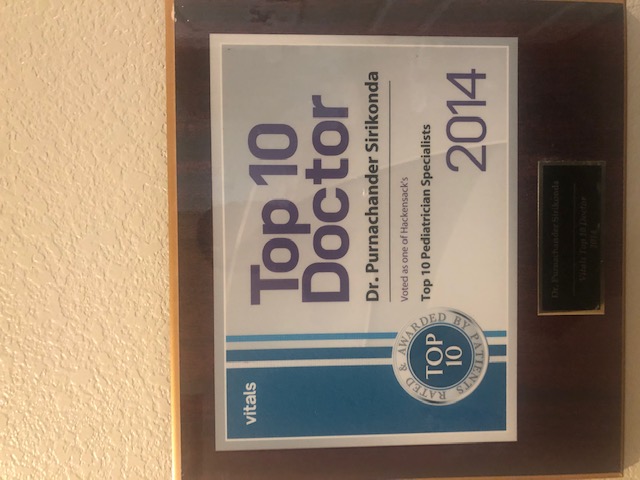 vitals
Top 10
Doctor
Dr. Purnachander Sirikonda
Voted as one of Hackensack's
Top 10 Pediatrician Specialists
2014
RATED & AWARDED BY PATIENTS
TOP
10
Dr. Purnachander Sirikonda
Vitals Top 10 Doctor
2014